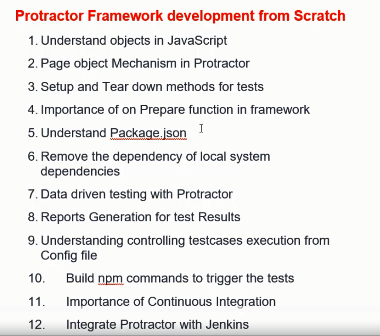 Protractor Framework development from Scratch
1. Understand objects in JavaScript
2. Page object Mechanism in Protractor
3. Setup and Tear down methods for tests
4. Importance of on Prepare function in framework
5. Understand Package.json
6. Remove the dependency of local system
dependencies
7. Data driven testing with Protractor
8. Reports Generation for test Results
9. Understanding controlling testcases execution from
Config file
10. Build npm commands to trigger the tests
11. Importance of Continuous Integration
12. Integrate Protractor with Jenkins